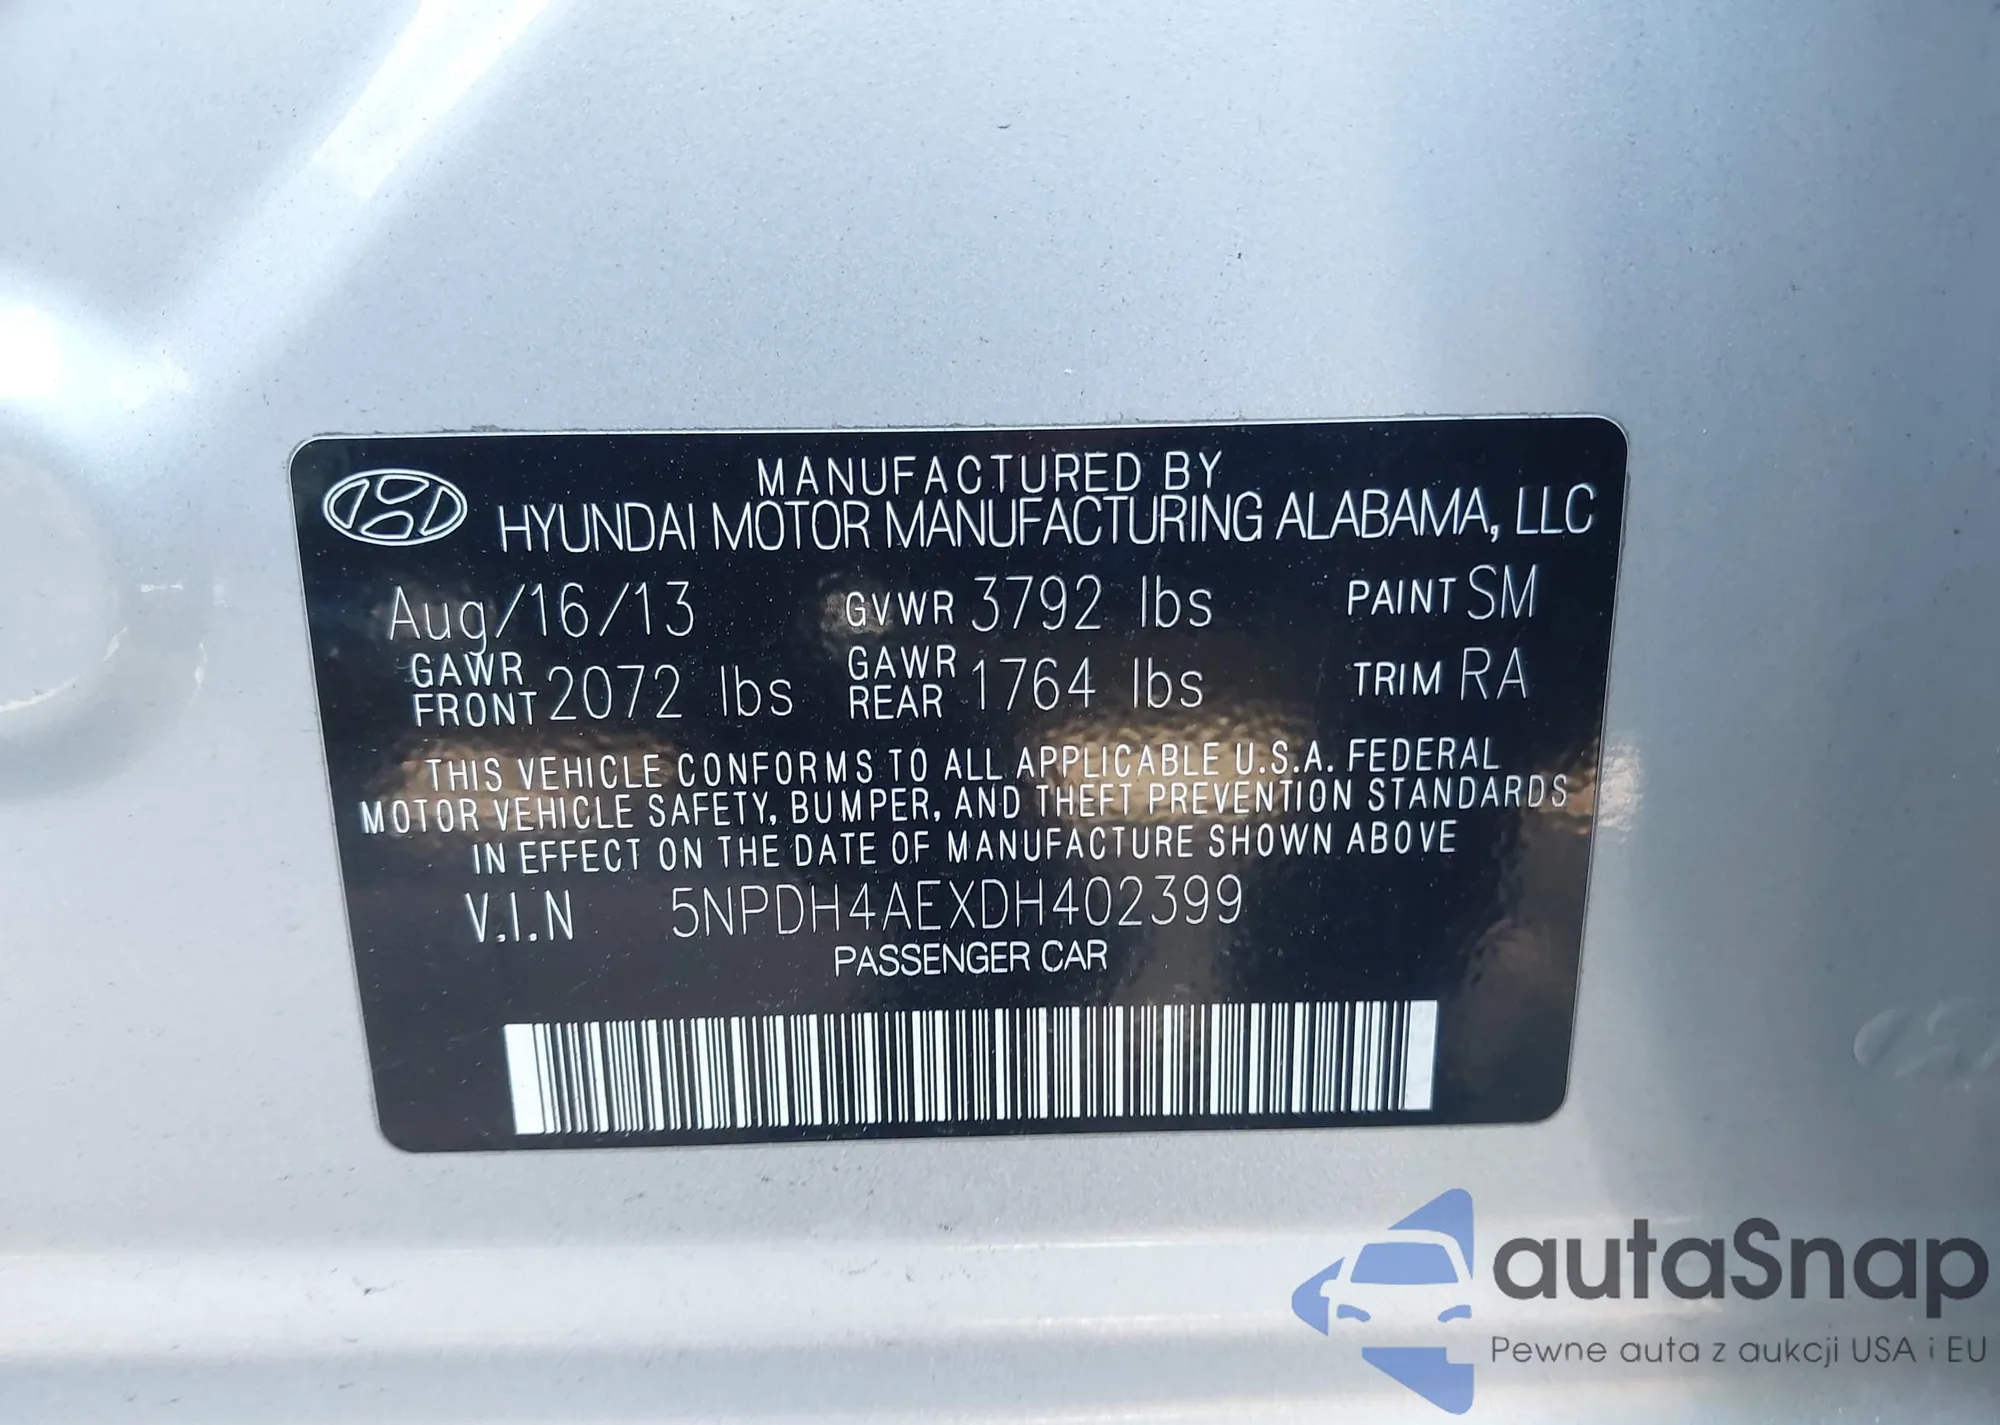 MANUFACTURED BY
HYUNDAI MOTOR MANUFACTURING ALABAMA, LLC
Aug/16/13 GVWR 3792 lbs PAINT SM
GAWR FRONT 2072 lbs GAWR REAR 1764 lbs TRIM RA
THIS VEHICLE CONFORMS TO ALL APPLICABLE U.S.A. FEDERAL
MOTOR VEHICLE SAFETY, BUMPER, AND THEFT PREVENTION STANDARDS
IN EFFECT ON THE DATE OF MANUFACTURE SHOWN ABOVE
V.I.N 5NPDH4AEXDH402399
PASSENGER CAR
autaSnap
Pewne auta z aukcji USA i EU